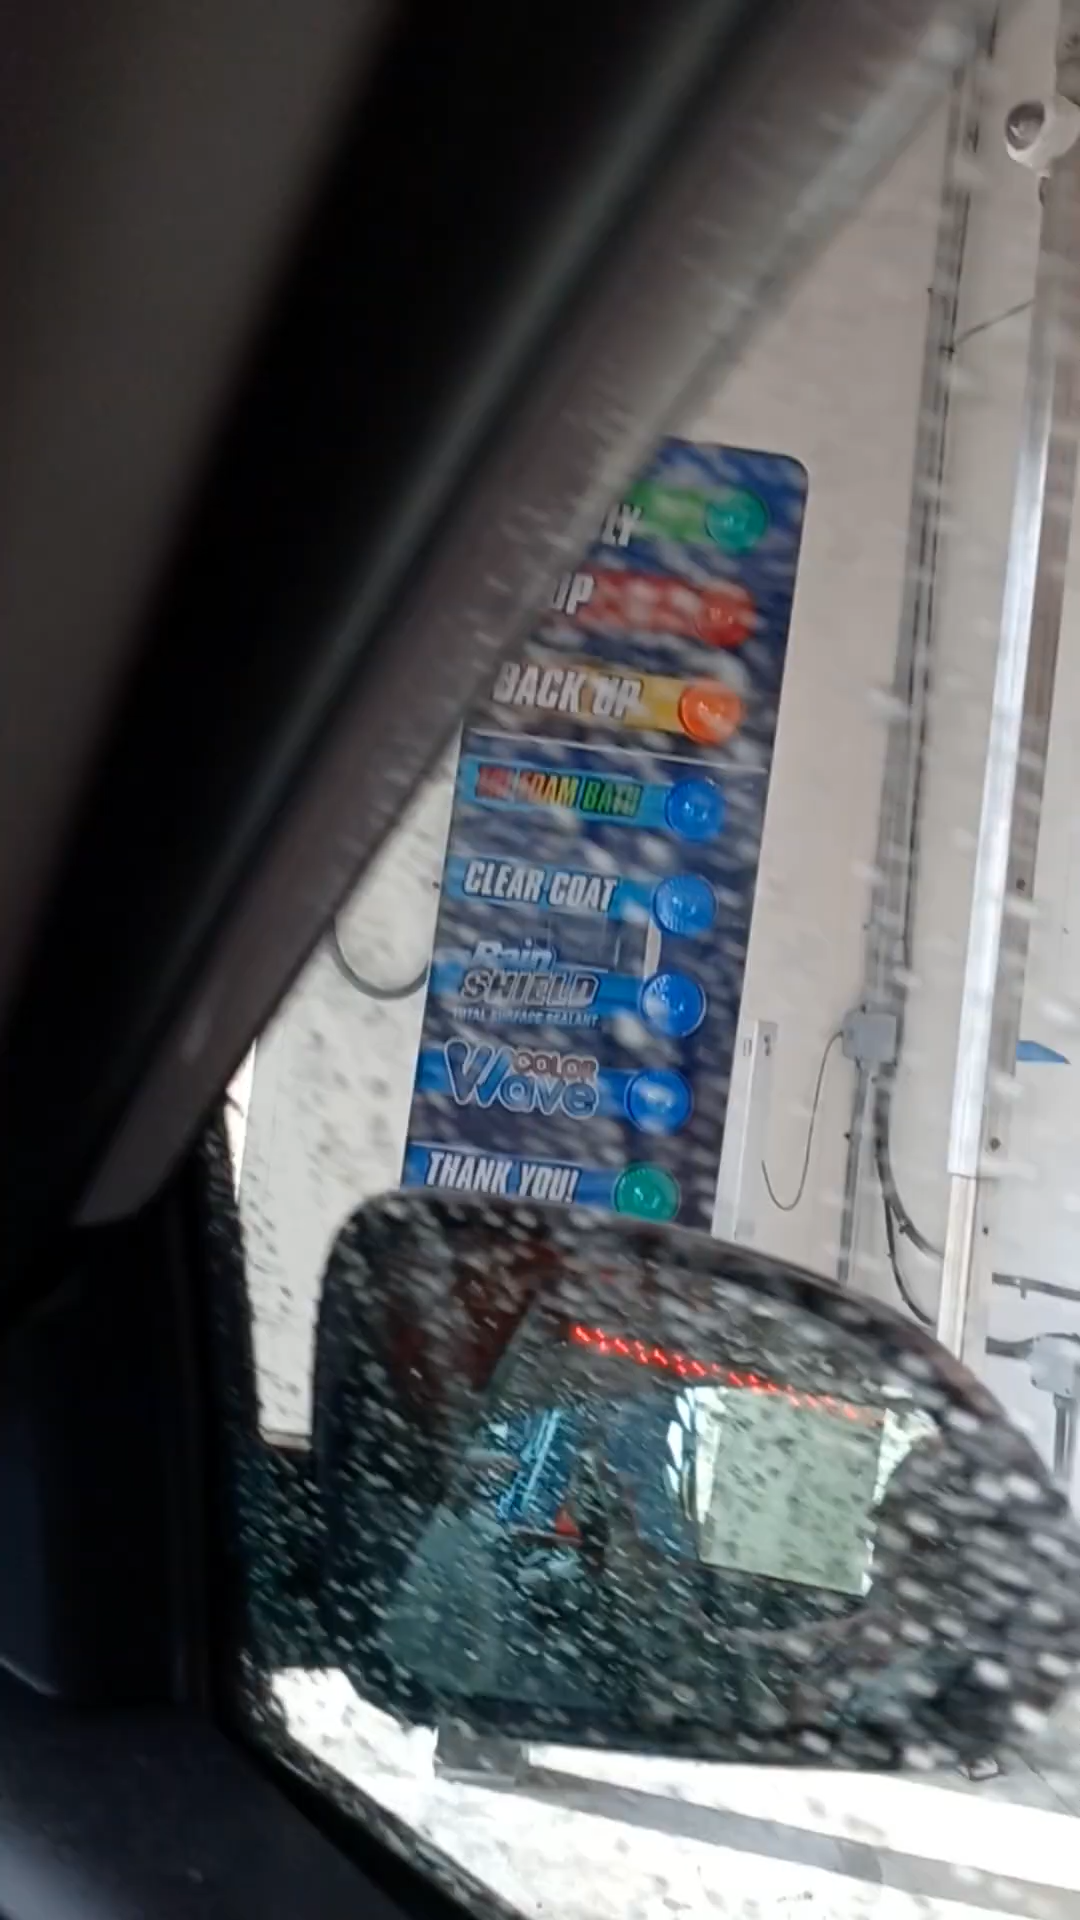 BACK UP
FOAM BATH
CLEAR COAT
Rain
SHIELD
TOTAL SURFACE SEALANT
COLOR
Wave
THANK YOU!